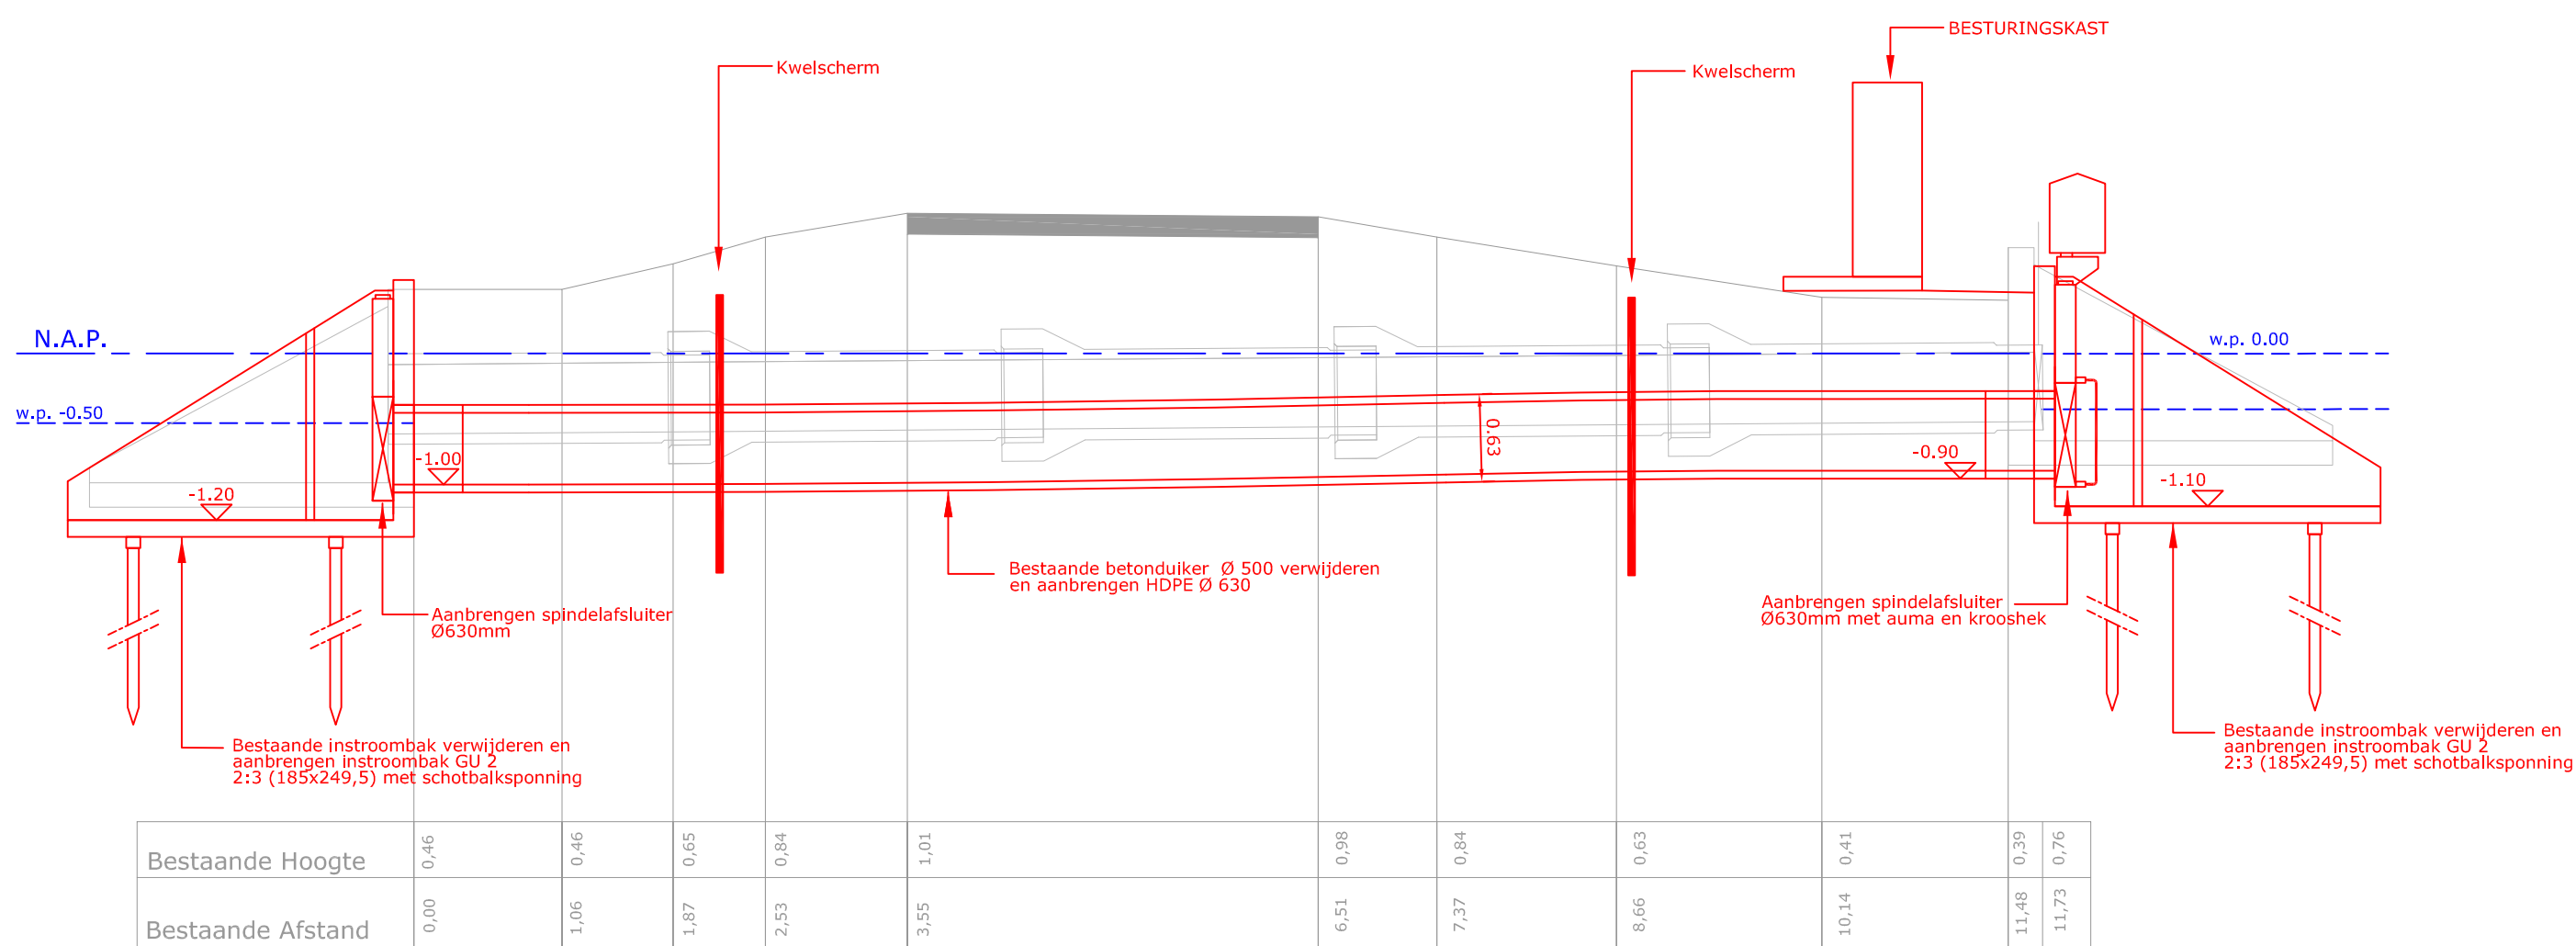 BESTURINGSKAST
Kwelscherm
Kwelscherm
N.A.P.
w.p. 0.00
w.p. -0.50
0.63
-1.00
-0.90
-1.20
-1.10
Bestaande betonduiker Ø 500 verwijderen
en aanbrengen HDPE Ø 630
Aanbrengen spindelafsluiter
Ø630mm
Aanbrengen spindelafsluiter
Ø630mm met auma en krooshek
Bestaande instroombak verwijderen en
aanbrengen instroombak GU 2
2:3 (185x249,5) met schotbalksponning
Bestaande instroombak verwijderen en
aanbrengen instroombak GU 2
2:3 (185x249,5) met schotbalksponning
Bestaande Hoogte 0,46 0,46 0,65 0,84 1,01 0,98 0,84 0,63 0,41 0,39 0,76
Bestaande Afstand 0,00 1,06 1,87 2,53 3,55 6,51 7,37 8,66 10,14 11,48 11,73